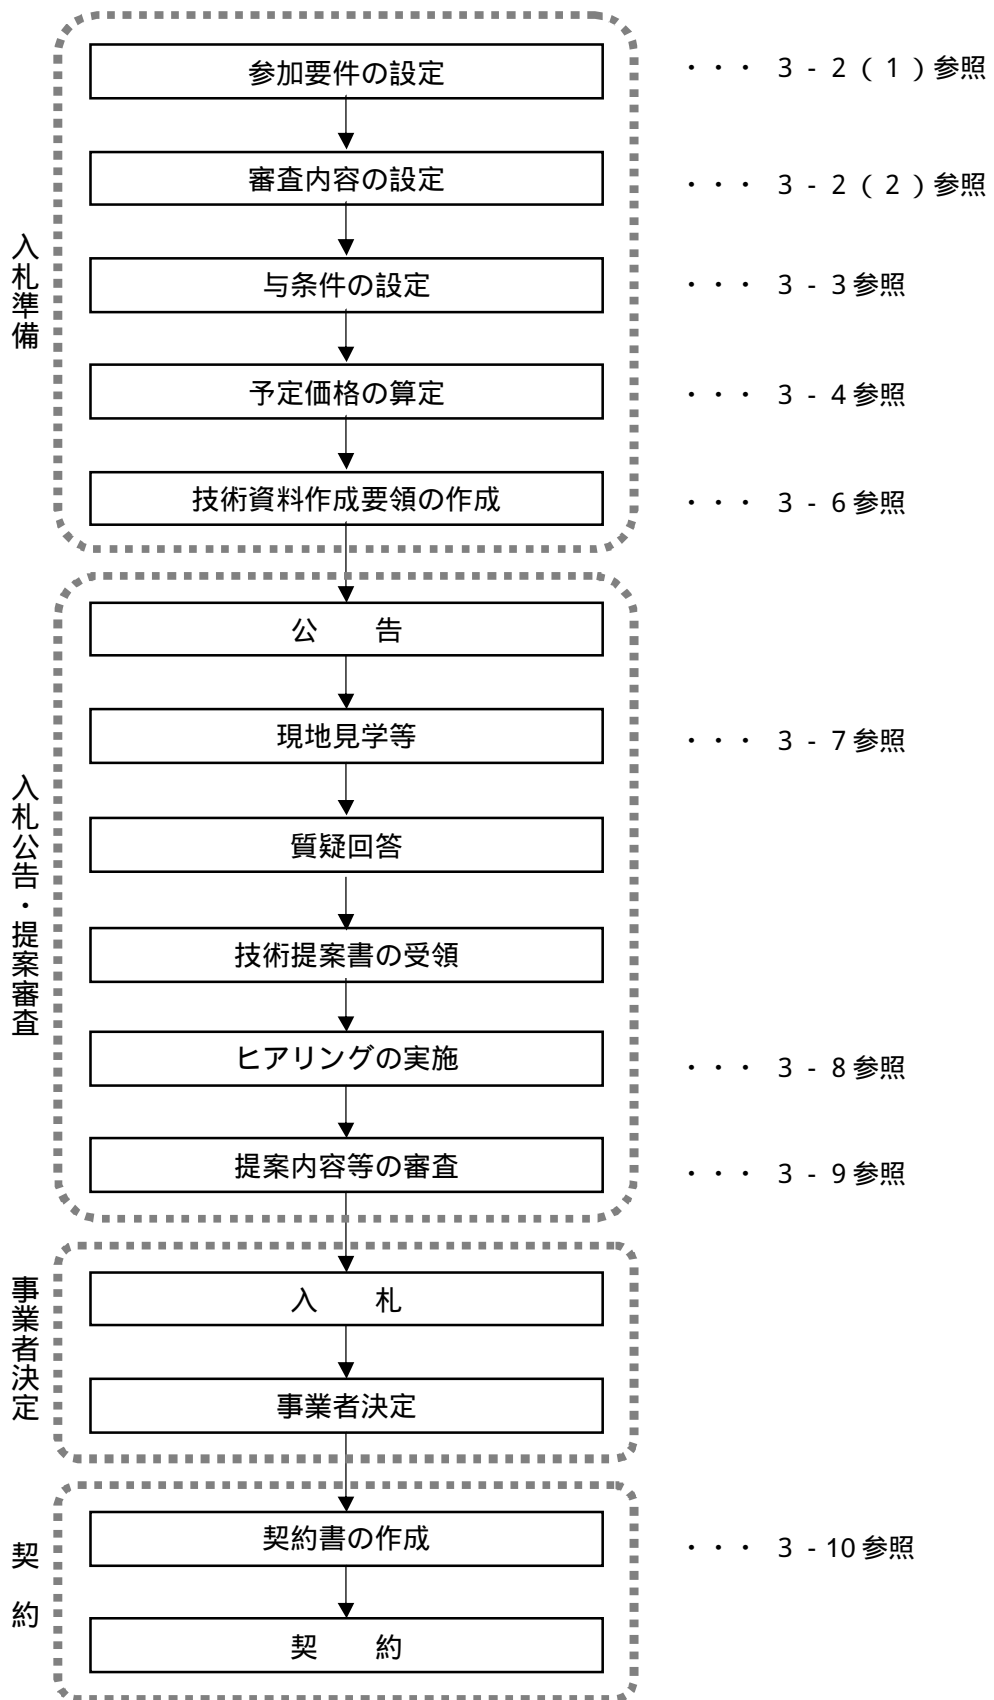 入札準備
参加要件の設定 ・・・ 3 - 2 ( 1 ) 参照
審査内容の設定 ・・・ 3 - 2 ( 2 ) 参照
与条件の設定 ・・・ 3 - 3 参照
予定価格の算定 ・・・ 3 - 4 参照
技術資料作成要領の作成 ・・・ 3 - 6 参照
入札公告・提案審査
公　　告
現地見学等 ・・・ 3 - 7 参照
質疑回答
技術提案書の受領
ヒアリングの実施 ・・・ 3 - 8 参照
提案内容等の審査 ・・・ 3 - 9 参照
事業者決定
入　　札
事業者決定
契　約
契約書の作成 ・・・ 3 - 10 参照
契　　約